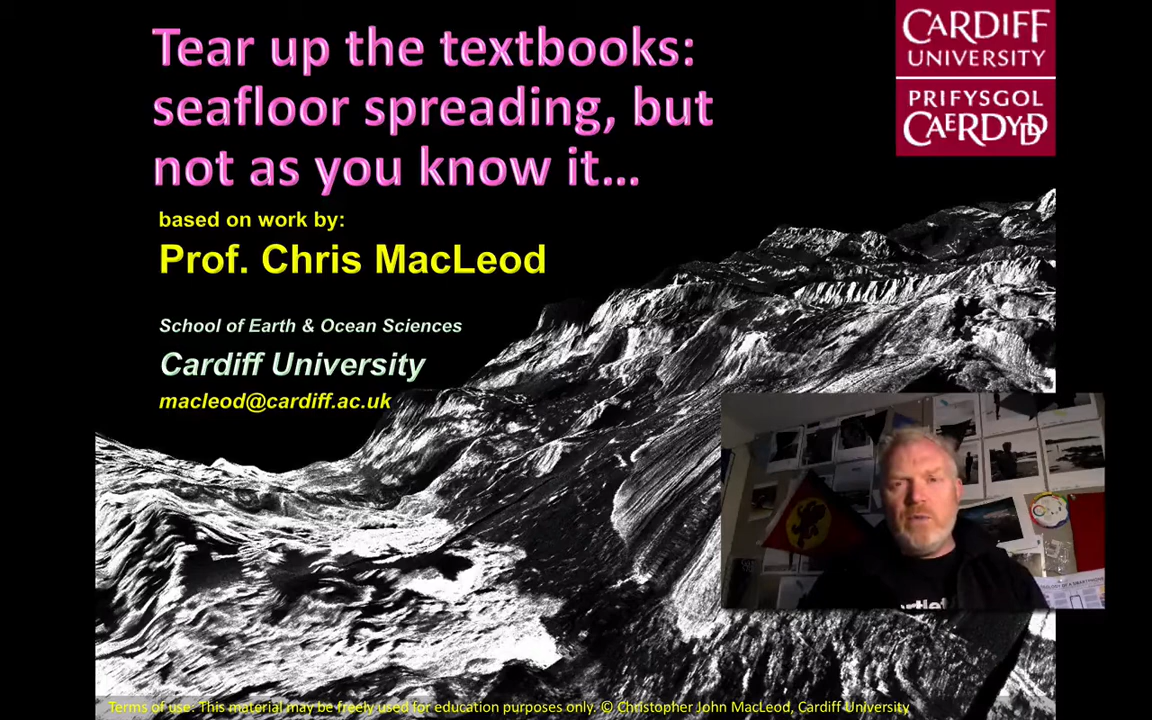 Tear up the textbooks:
seafloor spreading, but
not as you know it...
CARDIFF
UNIVERSITY
PRIFYSGOL
CAERDYDD
based on work by:
Prof. Chris MacLeod
School of Earth & Ocean Sciences
Cardiff University
macleod@cardiff.ac.uk
Terms of use: This material may be freely used for education purposes only. © Christopher John MacLeod, Cardiff University